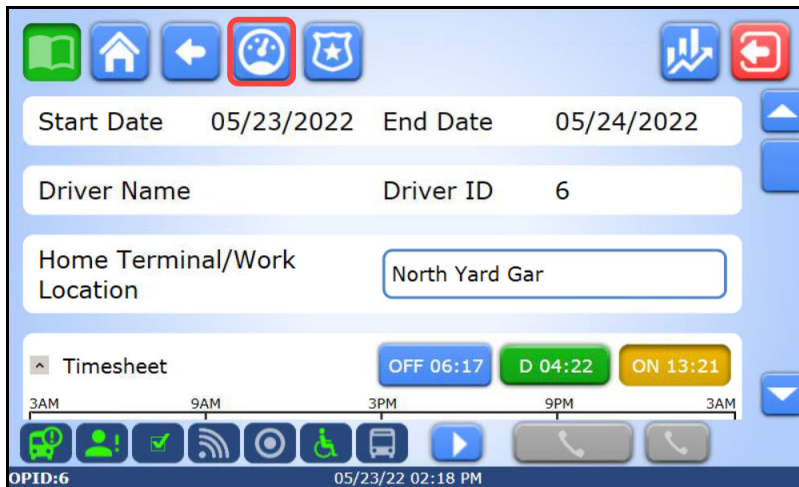 Start Date 05/23/2022 End Date 05/24/2022
Driver Name Driver ID 6
Home Terminal/Work
Location
North Yard Gar
Timesheet OFF 06:17 D 04:22 ON 13:21
3AM 9AM 3PM 9PM 3AM
OPID:6 05/23/22 02:18 PM